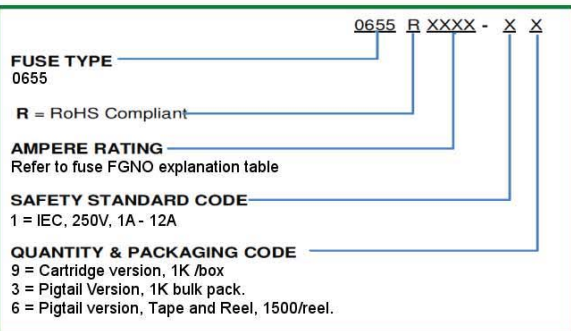 0655 R XXXX - X X
FUSE TYPE
0655
R = RoHS Compliant
AMPERE RATING
Refer to fuse FGNO explanation table
SAFETY STANDARD CODE
1 = IEC, 250V, 1A - 12A
QUANTITY & PACKAGING CODE
9 = Cartridge version, 1K /box
3 = Pigtail Version, 1K bulk pack.
6 = Pigtail version, Tape and Reel, 1500/reel.